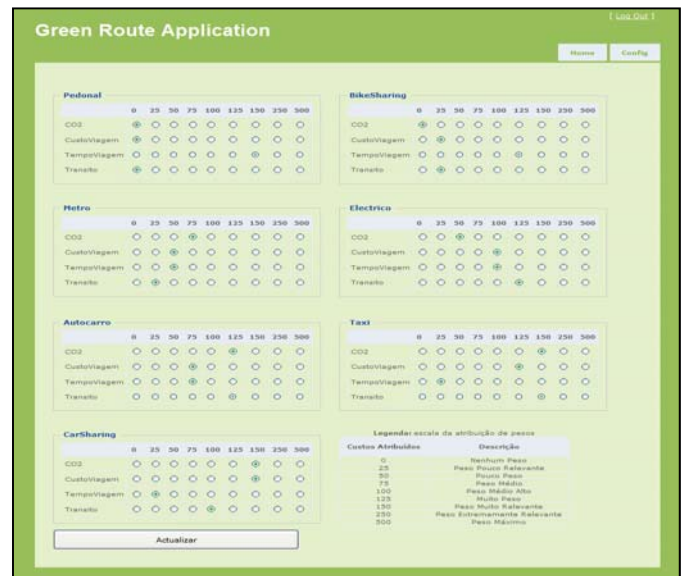 [ Log Out ]
Green Route Application
Home Config
Pedonal
0 25 50 75 100 125 150 250 500
CO2
CustoViagem
TempoViagem
Transito
BikeSharing
0 25 50 75 100 125 150 250 500
CO2
CustoViagem
TempoViagem
Transito
Metro
0 25 50 75 100 125 150 250 500
CO2
CustoViagem
TempoViagem
Transito
Electrico
0 25 50 75 100 125 150 250 500
CO2
CustoViagem
TempoViagem
Transito
Autocarro
0 25 50 75 100 125 150 250 500
CO2
CustoViagem
TempoViagem
Transito
Taxi
0 25 50 75 100 125 150 250 500
CO2
CustoViagem
TempoViagem
Transito
CarSharing
0 25 50 75 100 125 150 250 500
CO2
CustoViagem
TempoViagem
Transito
Legenda: escala da atribuição de pesos
Custos Atribuídos Descrição
0 Nenhum Peso
25 Peso Pouco Relevante
50 Pouco Peso
75 Peso Médio
100 Peso Médio Alto
125 Muito Peso
150 Peso Muito Relevante
250 Peso Extremamente Relevante
500 Peso Máximo
Actualizar